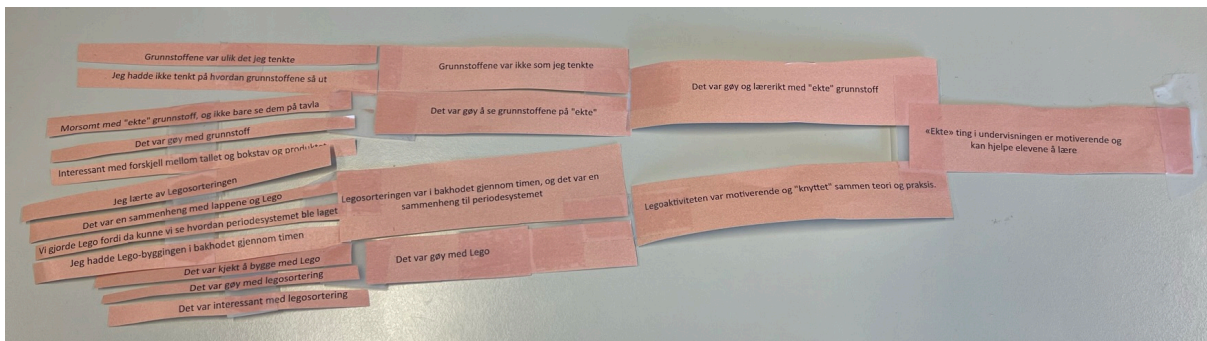 Grunnstoffene var ulik det jeg tenkte
Jeg hadde ikke tenkt på hvordan grunnstoffene så ut
Morsomt med "ekte" grunnstoff, og ikke bare se dem på tavla
Det var gøy med grunnstoff
Interessant med forskjell mellom tallet og bokstav og produktet
Jeg lærte av Legosorteringen
Det var en sammenheng med lappene og Lego
Vi gjorde Lego fordi da kunne vi se hvordan periodesystemet ble laget
Jeg hadde Lego-byggingen i bakhodet gjennom timen
Det var kjekt å bygge med Lego
Det var gøy med legosortering
Det var interessant med legosortering
Grunnstoffene var ikke som jeg tenkte
Det var gøy å se grunnstoffene på "ekte"
Legosorteringen var i bakhodet gjennom timen, og det var en
sammenheng til periodesystemet
Det var gøy med Lego
Det var gøy og lærerikt med "ekte" grunnstoff
Legoaktiviteten var motiverende og "knyttet" sammen teori og praksis.
«Ekte» ting i undervisningen er motiverende og
kan hjelpe elevene å lære